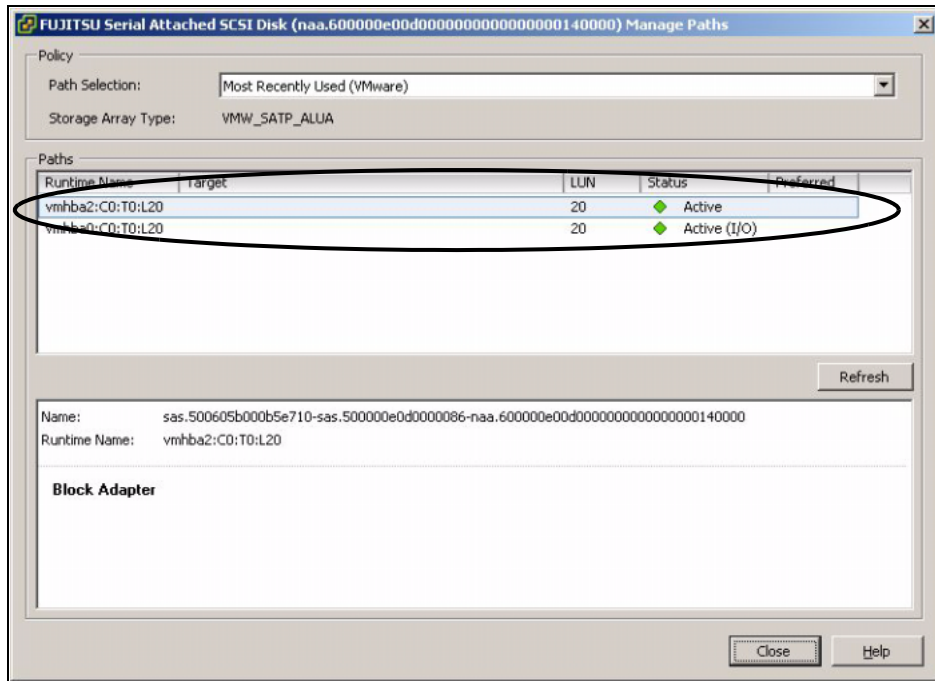 FUJITSU Serial Attached SCSI Disk (naa.600000e00d0000000000000000140000) Manage Paths
Policy
Path Selection: Most Recently Used (VMware)
Storage Array Type: VMW_SATP_ALUA
Paths
Runtime Name Target LUN Status Preferred
vmhba2:C0:T0:L20 20 Active
vmhba0:C0:T0:L20 20 Active (I/O)
Refresh
Name: sas.500605b000b5e710-sas.500000e0d0000086-naa.600000e00d0000000000000000140000
Runtime Name: vmhba2:C0:T0:L20
Block Adapter
Close Help